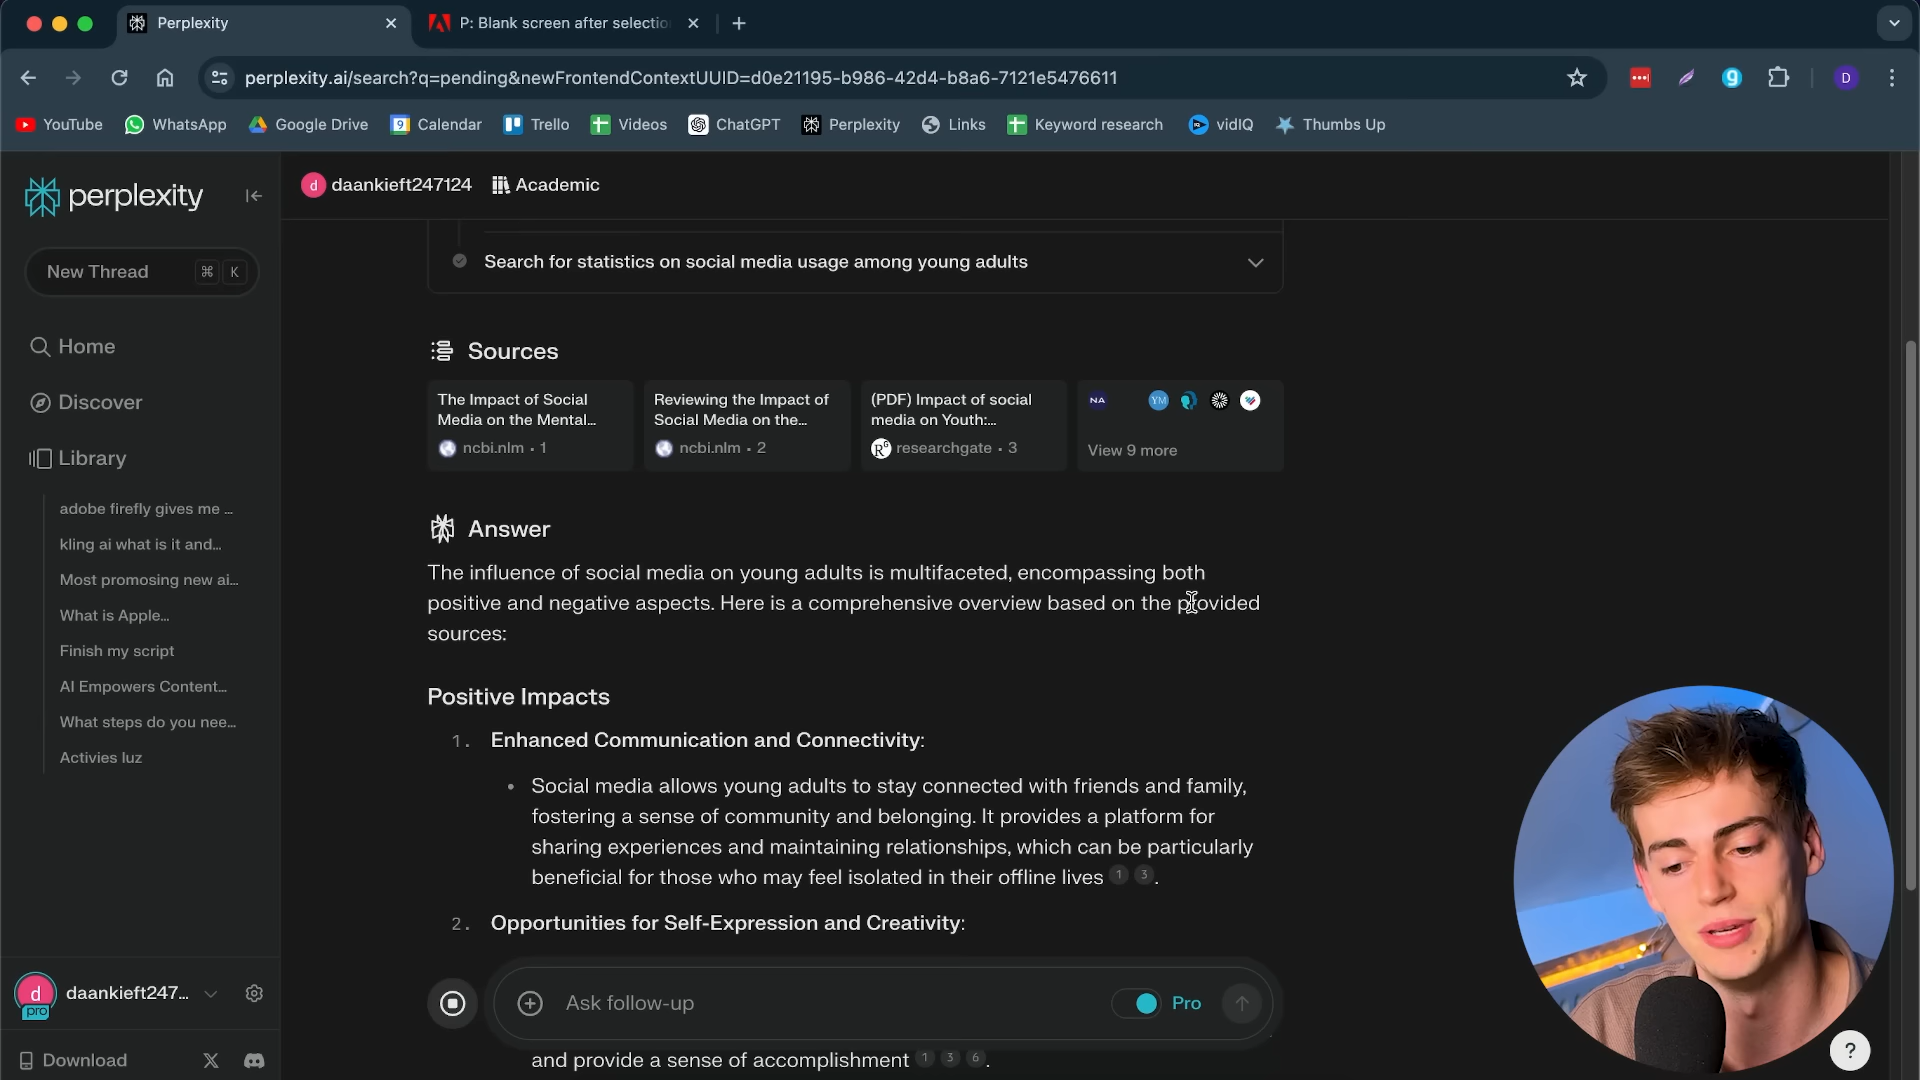 Perplexity
P: Blank screen after selectio
perplexity.ai/search?q=pending&newFrontendContextUUID=d0e21195-b986-42d4-b8a6-7121e5476611
D
YouTube
WhatsApp
Google Drive
9
Calendar
Trello
Videos
ChatGPT
Perplexity
Links
Keyword research
vidIQ
Thumbs Up
perplexity
New Thread
⌘ K
Home
Discover
Library
adobe firefly gives me ...
kling ai what is it and...
Most promosing new ai...
What is Apple...
Finish my script
AI Empowers Content...
What steps do you nee...
Activies luz
d
pro
daankieft247...
Download
d daankieft247124
Academic
Search for statistics on social media usage among young adults
Sources
The Impact of Social
Media on the Mental...
ncbi.nlm · 1
Reviewing the Impact of
Social Media on the...
ncbi.nlm · 2
(PDF) Impact of social
media on Youth:...
researchgate · 3
NA
YM
View 9 more
Answer
The influence of social media on young adults is multifaceted, encompassing both
positive and negative aspects. Here is a comprehensive overview based on the provided
sources:
Positive Impacts
1. Enhanced Communication and Connectivity:
• Social media allows young adults to stay connected with friends and family,
fostering a sense of community and belonging. It provides a platform for
sharing experiences and maintaining relationships, which can be particularly
beneficial for those who may feel isolated in their offline lives 1 3 .
2. Opportunities for Self-Expression and Creativity:
Ask follow-up
Pro
and provide a sense of accomplishment 1 3 6 .
?